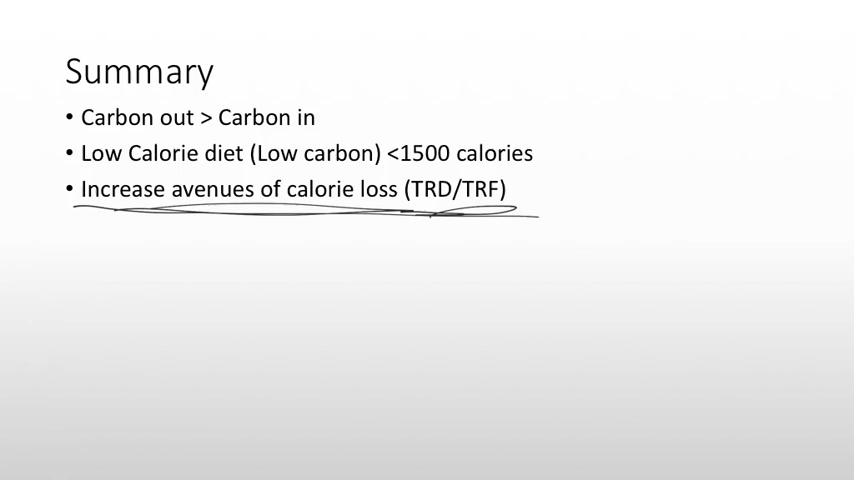 Summary
• Carbon out > Carbon in
• Low Calorie diet (Low carbon) <1500 calories
• Increase avenues of calorie loss (TRD/TRF)